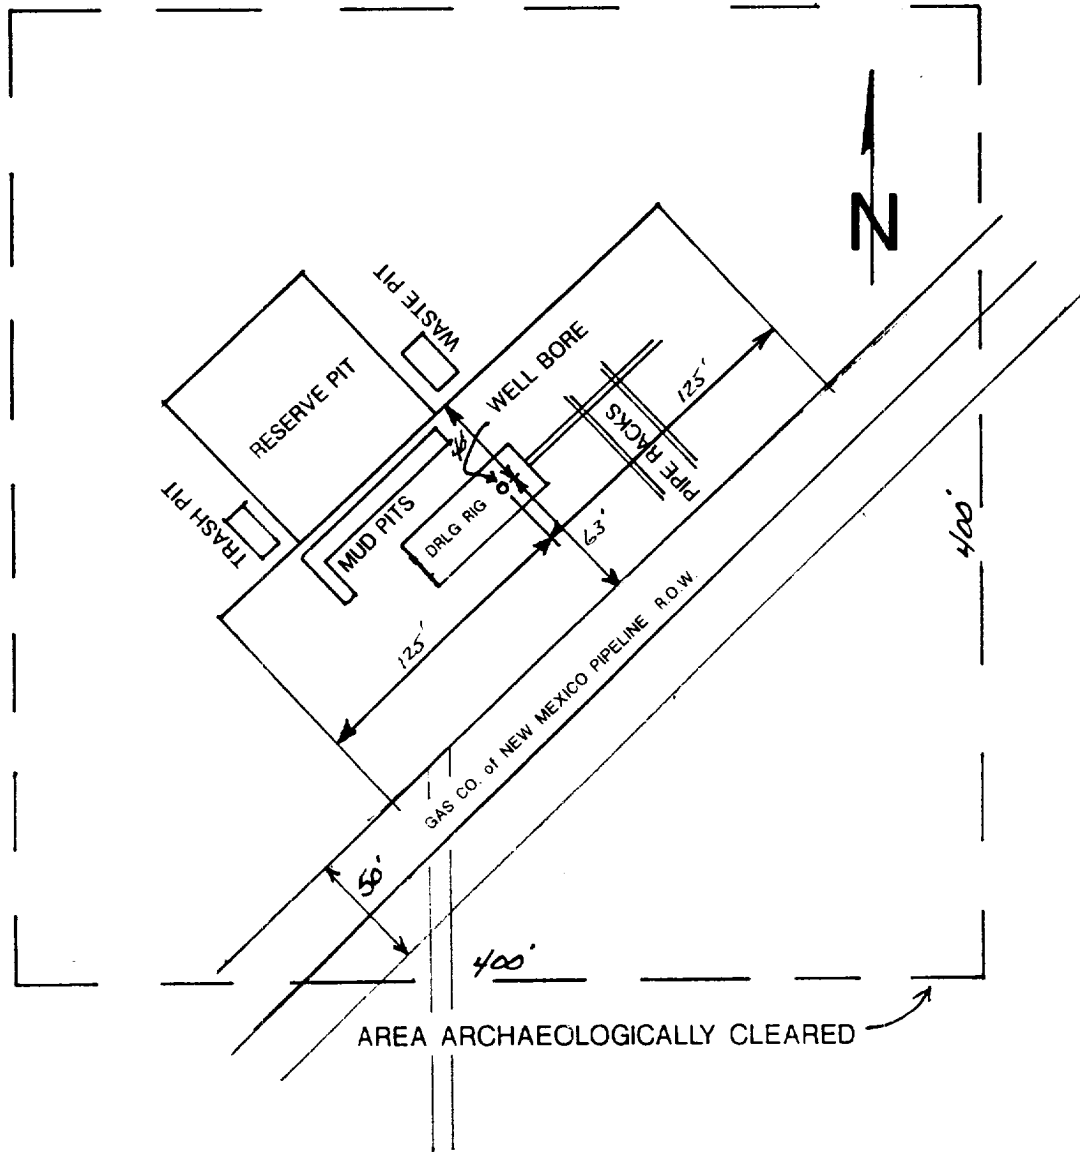 N
WASTE PIT
WELL BORE
RESERVE PIT
125'
PIPE RACKS
TRASH PIT
MUD PITS
DRLG RIG
63'
400'
125'
GAS CO. of NEW MEXICO PIPELINE R.O.W.
50'
400'
AREA ARCHAEOLOGICALLY CLEARED